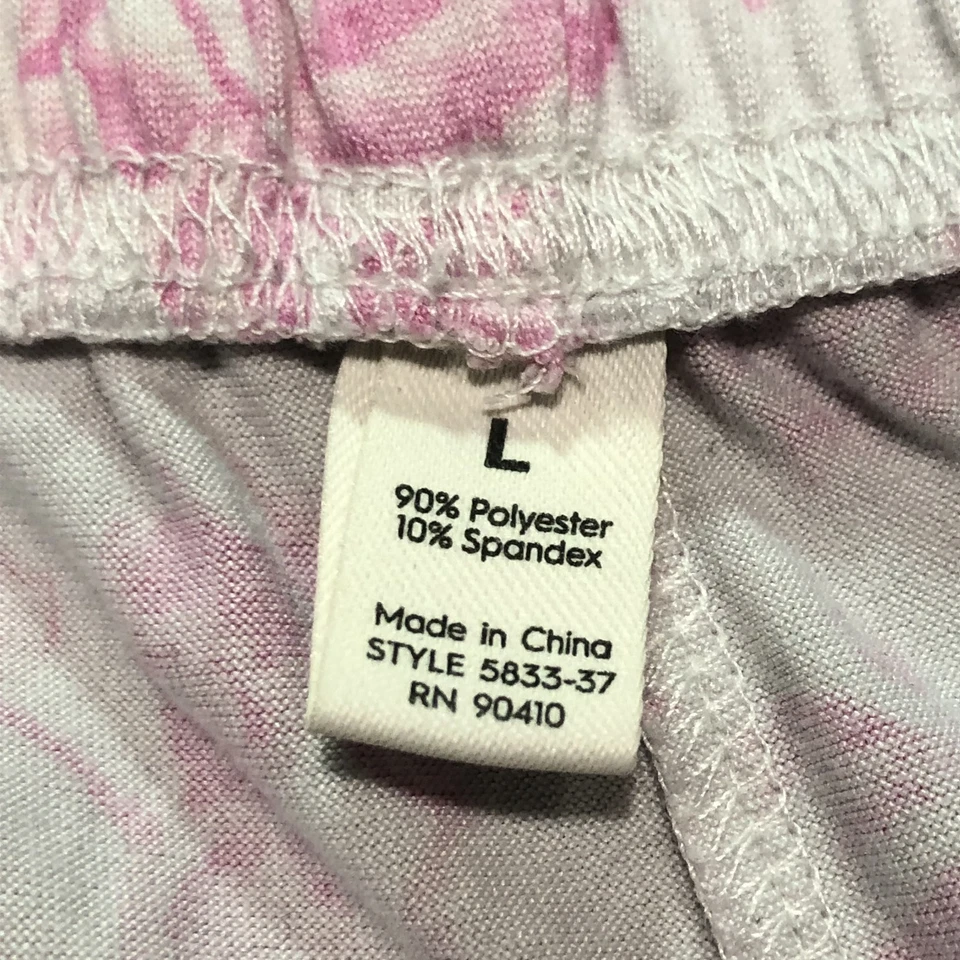 L
90% Polyester
10% Spandex
Made in China
STYLE 5833-37
RN 90410